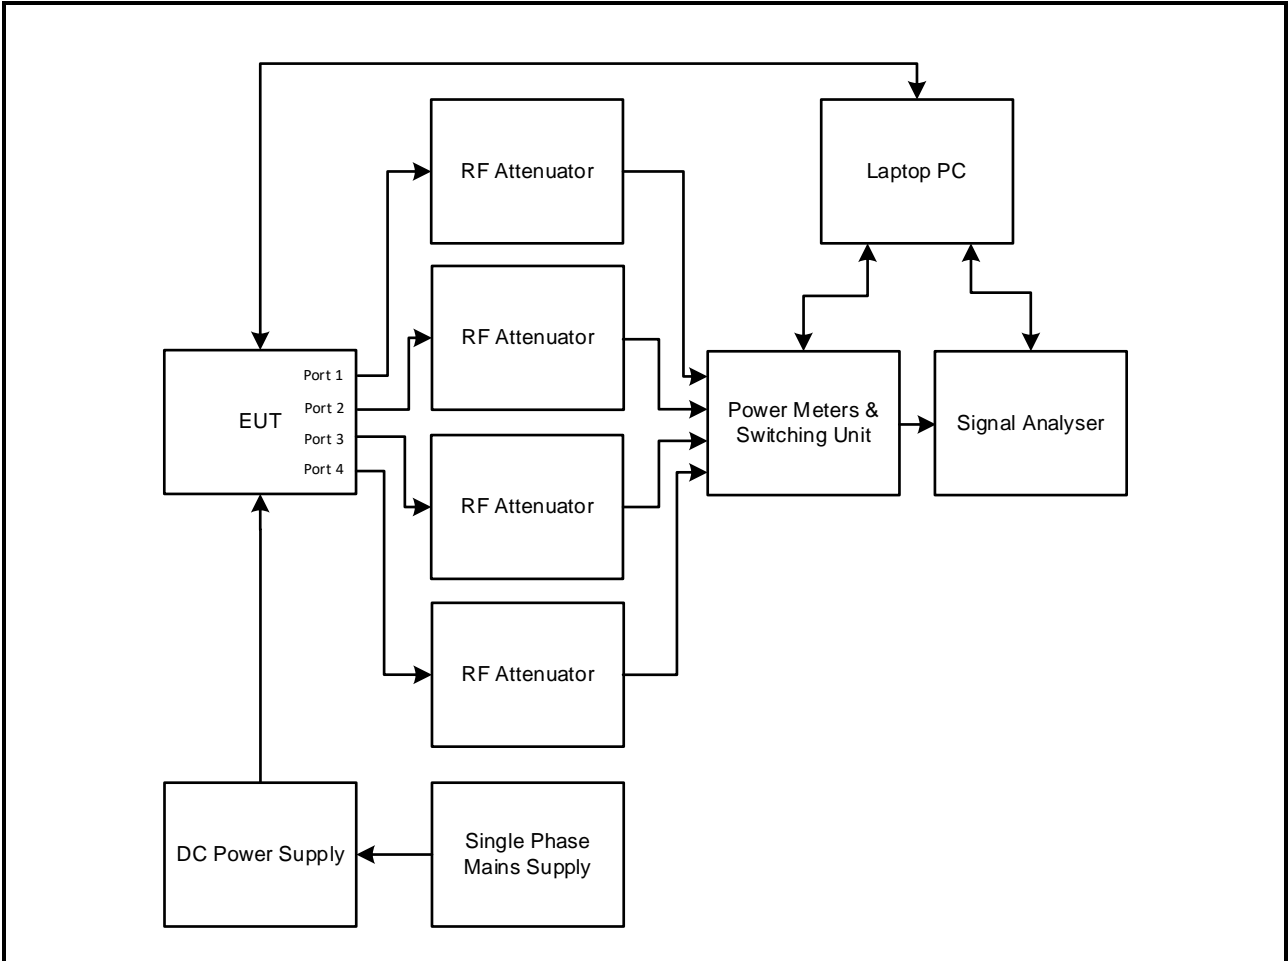 RF Attenuator
Laptop PC
RF Attenuator
EUT
Port 1
Port 2
Port 3
Port 4
Power Meters &
Switching Unit
Signal Analyser
RF Attenuator
RF Attenuator
DC Power Supply
Single Phase
Mains Supply